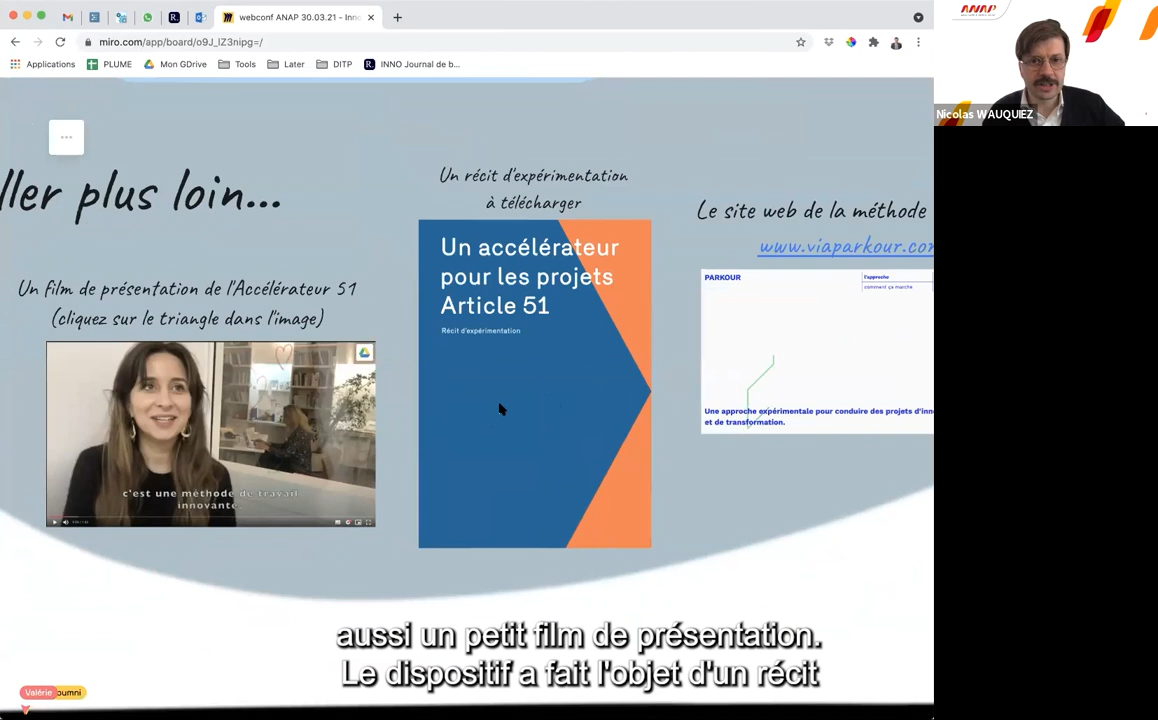 webconf ANAP 30.03.21 - Inno
miro.com/app/board/o9J_lZ3nipg=/
Applications
PLUME
Mon GDrive
Tools
Later
DITP
INNO Journal de b...
ANAP
Nicolas WAUQUIEZ
ller plus loin...
Un film de présentation de l'Accélérateur 51
(cliquez sur le triangle dans l'image)
c'est une méthode de travail
innovante.
Un récit d'expérimentation
à télécharger
Un accélérateur
pour les projets
Article 51
Récit d'expérimentation
Le site web de la méthode
www.viaparkour.com
PARKOUR
l'approche
comment ça marche
Une approche expérimentale pour conduire des projets d'inno
et de transformation.
aussi un petit film de présentation.
Le dispositif a fait l'objet d'un récit
Valérie
oumni